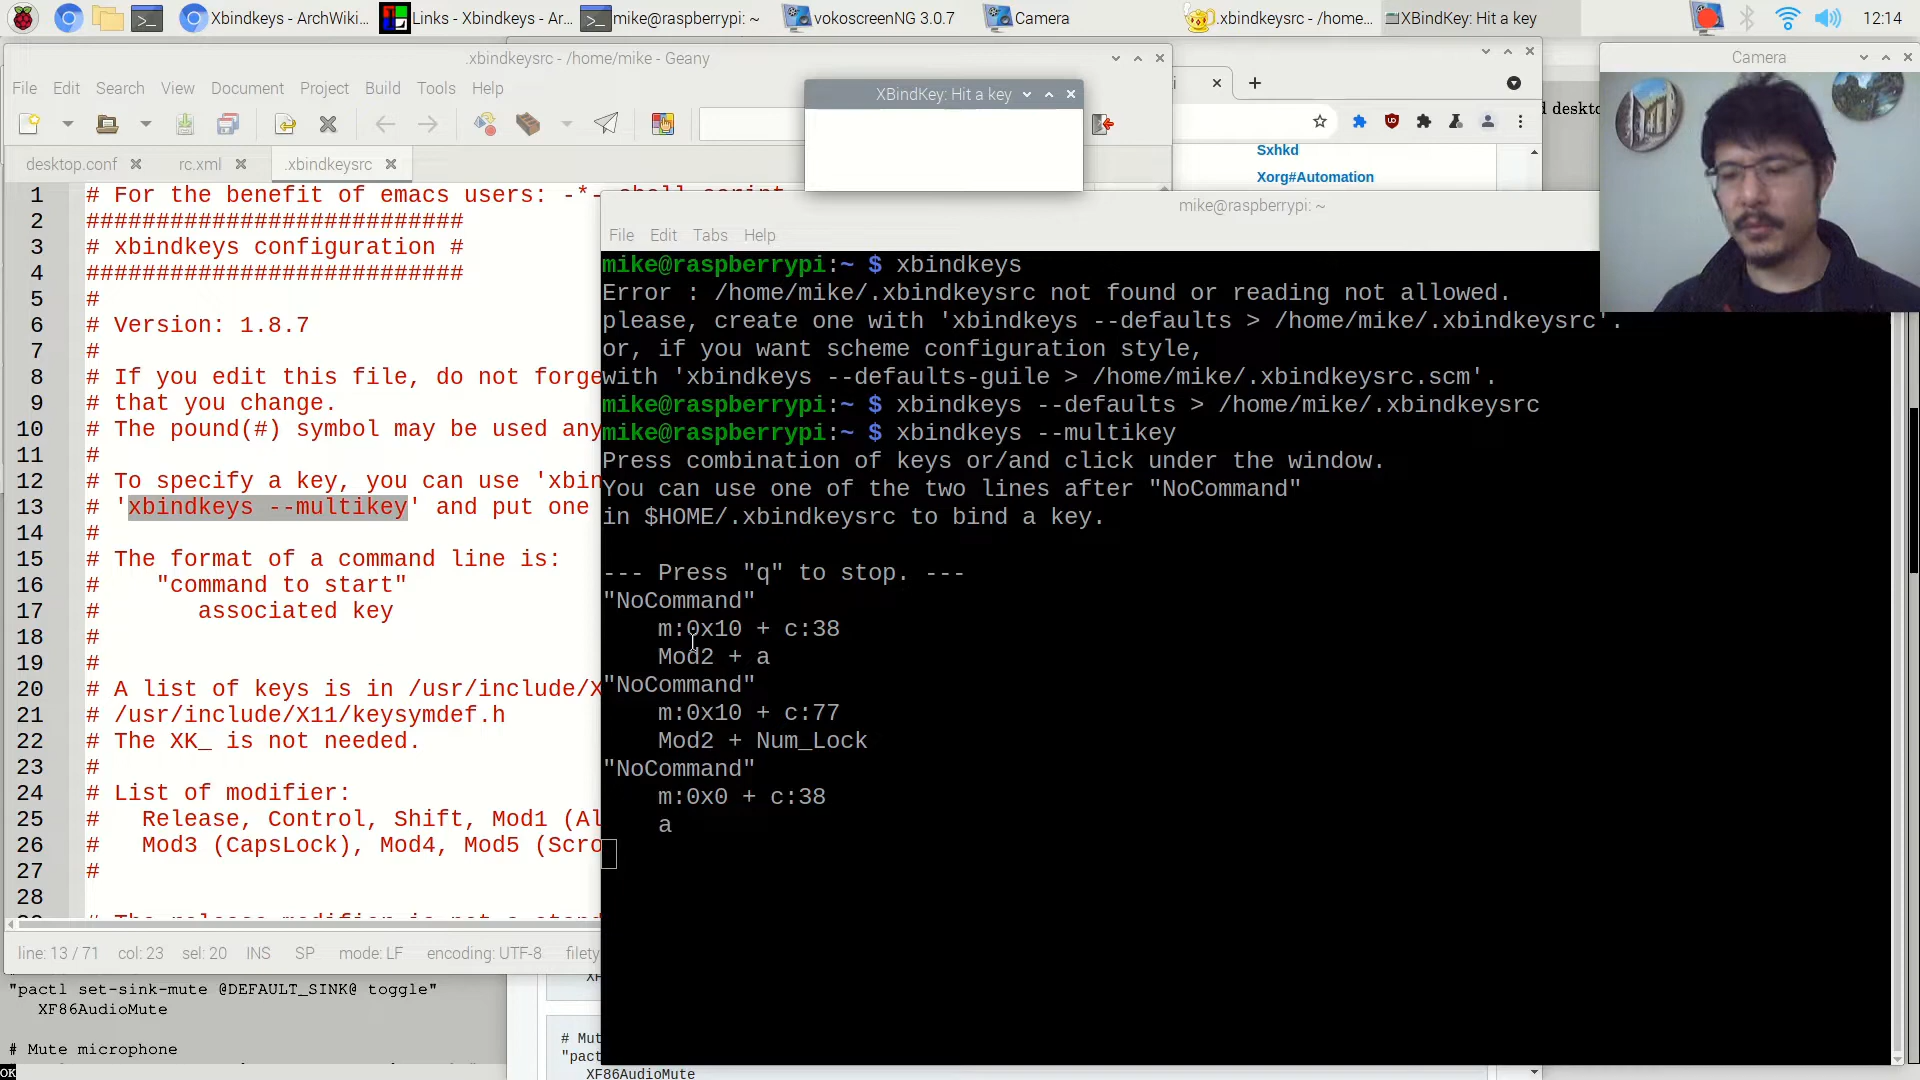 Xbindkeys - ArchWiki...
Links - Xbindkeys - Ar...
mike@raspberrypi: ~
vokoscreenNG 3.0.7
Camera
.xbindkeysrc - /home...
XBindKey: Hit a key
12:14
.xbindkeysrc - /home/mike - Geany
File Edit Search View Document Project Build Tools Help
desktop.conf
rc.xml
.xbindkeysrc
1 # For the benefit of emacs users: -*- shell-script
2 ###########################
3 # xbindkeys configuration #
4 ###########################
5 #
6 # Version: 1.8.7
7 #
8 # If you edit this file, do not forge
9 # that you change.
10 # The pound(#) symbol may be used any
11 #
12 # To specify a key, you can use 'xbin
13 # 'xbindkeys --multikey' and put one
14 #
15 # The format of a command line is:
16 #    "command to start"
17 #       associated key
18 #
19 #
20 # A list of keys is in /usr/include/X
21 # /usr/include/X11/keysymdef.h
22 # The XK_ is not needed.
23 #
24 # List of modifier:
25 #   Release, Control, Shift, Mod1 (Al
26 #   Mod3 (CapsLock), Mod4, Mod5 (Scro
27 #
28
line: 13 / 71 col: 23 sel: 20 INS SP mode: LF encoding: UTF-8 filety
"pactl set-sink-mute @DEFAULT_SINK@ toggle"
XF86AudioMute
# Mute microphone
OK
XBindKey: Hit a key
Sxhkd
Xorg#Automation
d deskto
Camera
mike@raspberrypi: ~
File Edit Tabs Help
mike@raspberrypi:~ $ xbindkeys
Error : /home/mike/.xbindkeysrc not found or reading not allowed.
please, create one with 'xbindkeys --defaults > /home/mike/.xbindkeysrc'.
or, if you want scheme configuration style,
with 'xbindkeys --defaults-guile > /home/mike/.xbindkeysrc.scm'.
mike@raspberrypi:~ $ xbindkeys --defaults > /home/mike/.xbindkeysrc
mike@raspberrypi:~ $ xbindkeys --multikey
Press combination of keys or/and click under the window.
You can use one of the two lines after "NoCommand"
in $HOME/.xbindkeysrc to bind a key.
--- Press "q" to stop. ---
"NoCommand"
m:0x10 + c:38
Mod2 + a
"NoCommand"
m:0x10 + c:77
Mod2 + Num_Lock
"NoCommand"
m:0x0 + c:38
a
XF
# Mut
"pact
XF86AudioMute